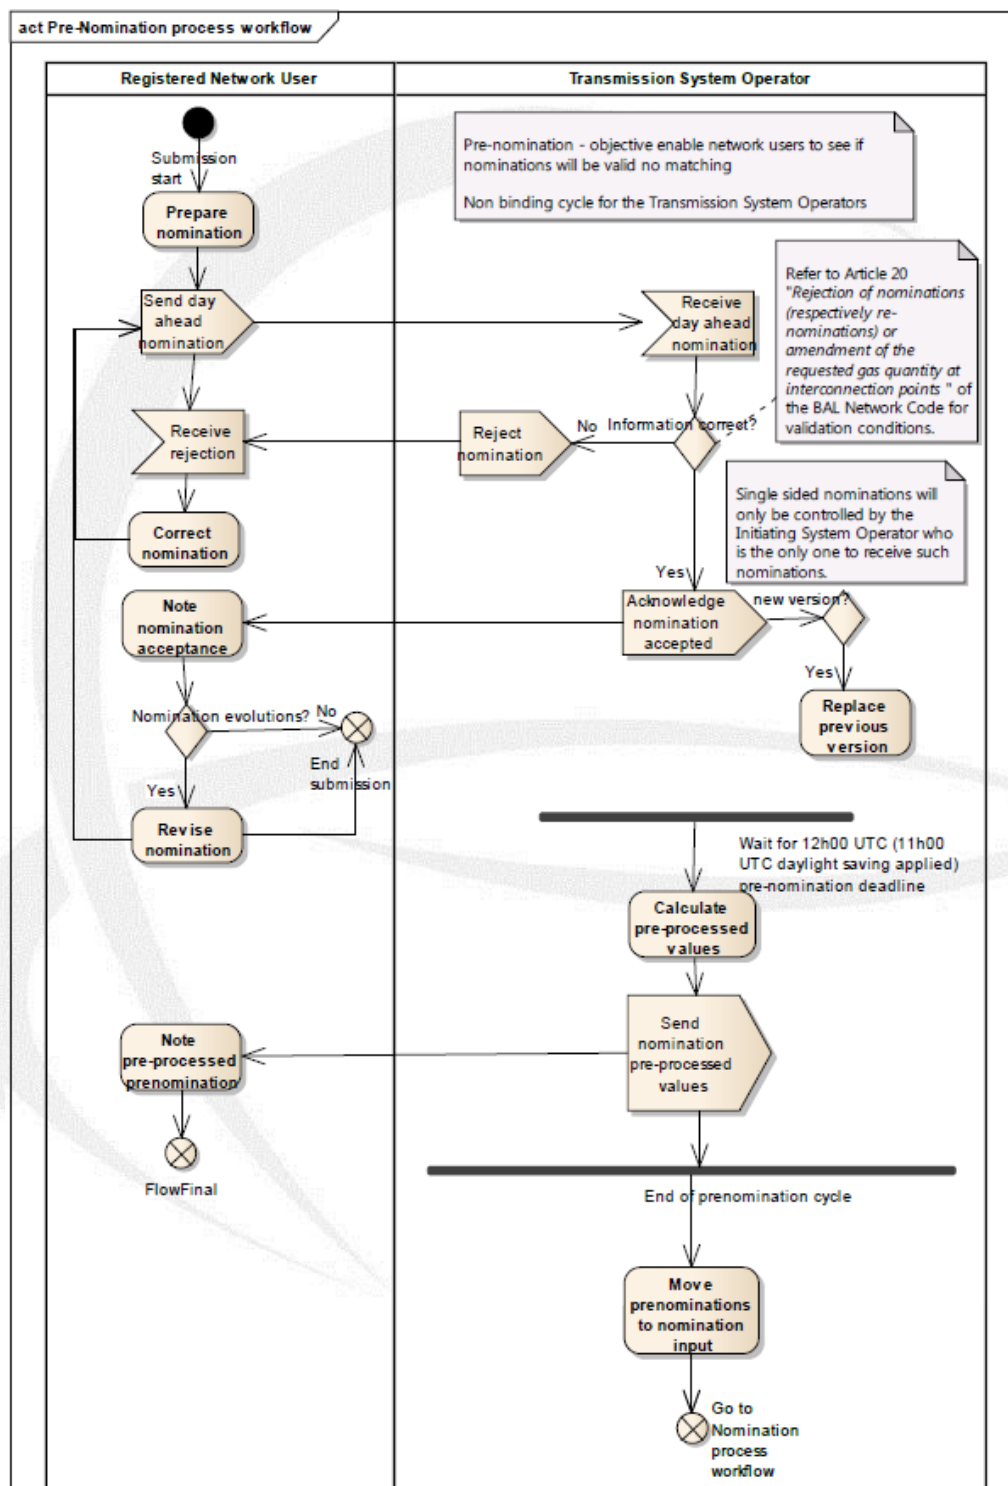 act Pre-Nomination process workflow
Registered Network User
Transmission System Operator
Submission
start
Pre-nomination - objective enable network users to see if
nominations will be valid no matching
Non binding cycle for the Transmission System Operators
Prepare
nomination
Refer to Article 20
"Rejection of nominations
(respectively re-
nominations) or
amendment of the
requested gas quantity at
interconnection points " of
the BAL Network Code for
validation conditions.
Send day
ahead
nomination
Receive
day ahead
nomination
Receive
rejection
Reject
nomination
No
Information correct?
Correct
nomination
Single sided nominations will
only be controlled by the
Initiating System Operator who
is the only one to receive such
nominations.
Yes
Note
nomination
acceptance
Acknowledge
nomination
accepted
new version?
Yes
Replace
previous
version
Nomination evolutions?
No
End
submission
Yes
Revise
nomination
Wait for 12h00 UTC (11h00
UTC daylight saving applied)
pre-nomination deadline
Calculate
pre-processed
values
Send
nomination
pre-processed
values
Note
pre-processed
prenomination
FlowFinal
End of prenomination cycle
Move
prenominations
to nomination
input
Go to
Nomination
process
workflow